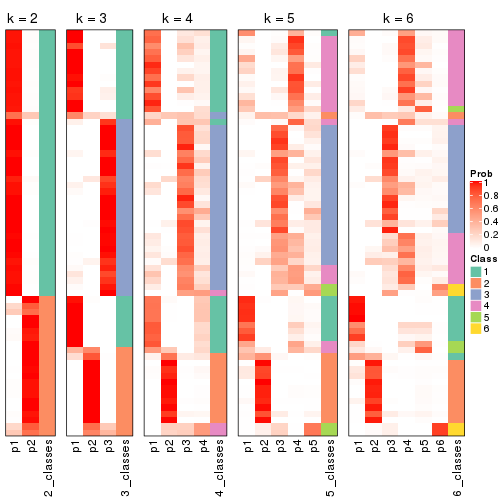 k = 2
k = 3
k = 4
k = 5
k = 6
Prob
1
0.8
0.6
0.4
0.2
0
Class
1
2
3
4
5
6
p1
p2
2_classes
p1
p2
p3
3_classes
p1
p2
p3
p4
4_classes
p1
p2
p3
p4
p5
5_classes
p1
p2
p3
p4
p5
p6
6_classes